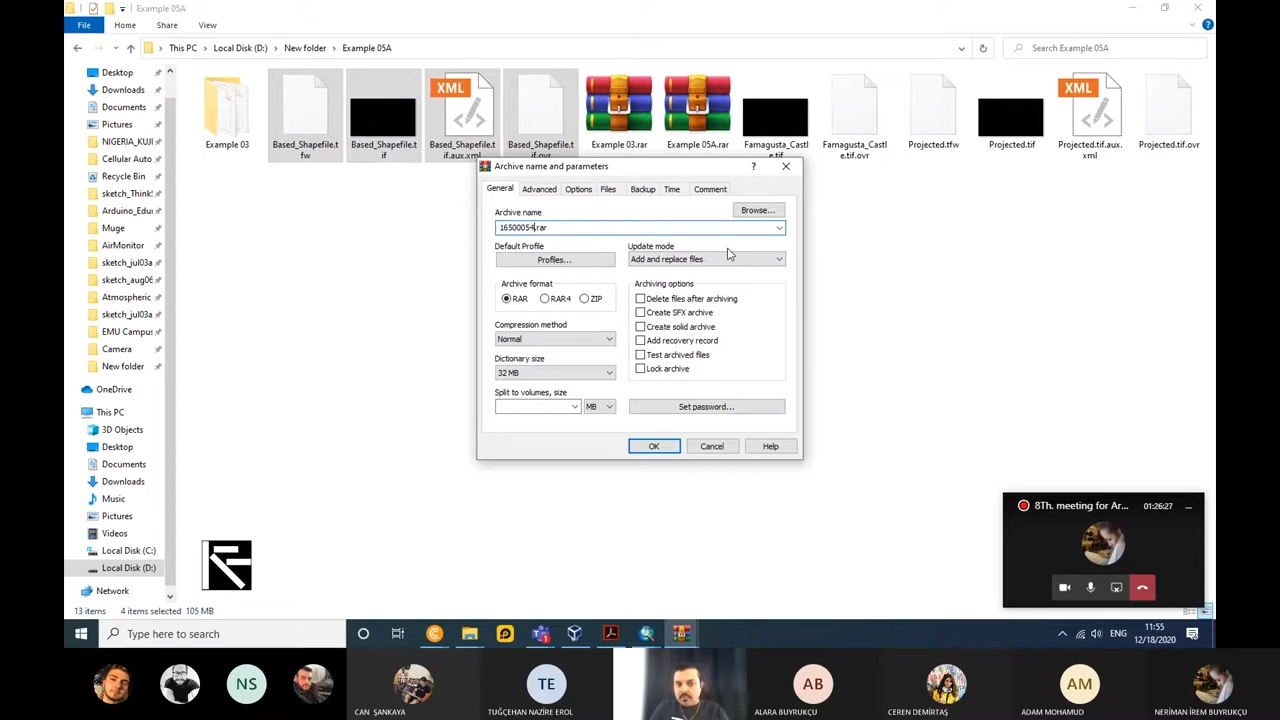 Example 05A
File
Home
Share
View
This PC
Local Disk (D:)
New folder
Example 05A
Search Example 05A
Desktop
Downloads
Documents
Pictures
NIGERIA_KUJ
Cellular Auto
Recycle Bin
sketch_Think
Arduino_Edu
Muge
AirMonitor
sketch_jul03a
sketch_aug06
Atmospheric
sketch_jul03a
EMU Campus
Camera
New folder
OneDrive
This PC
3D Objects
Desktop
Documents
Downloads
Music
Pictures
Videos
Local Disk (C:)
Local Disk (D:)
Network
XML
XML
Example 03
Based_Shapefile.t
fw
Based_Shapefile.t
if
Based_Shapefile.t
if.aux.xml
Based_Shapefile.t
if.ovr
Example 03.rar
Example 05A.rar
Famagusta_Castl
e.tif
Famagusta_Castl
e.tif.ovr
Projected.tfw
Projected.tif
Projected.tif.aux.
xml
Projected.tif.ovr
Archive name and parameters
?
General
Advanced
Options
Files
Backup
Time
Comment
Archive name
Browse...
16500054.rar
Default Profile
Profiles...
Update mode
Add and replace files
Archive format
RAR
RAR4
ZIP
Archiving options
Delete files after archiving
Create SFX archive
Create solid archive
Add recovery record
Test archived files
Lock archive
Compression method
Normal
Dictionary size
32 MB
Split to volumes, size
MB
Set password...
OK
Cancel
Help
8Th. meeting for Ar...
01:26:27
13 items
4 items selected 105 MB
Type here to search
ENG
11:55
12/18/2020
NS
CAN ŞANKAYA
TE
TUĞÇEHAN NAZİRE EROL
AB
ALARA BUYRUKÇU
CEREN DEMİRTAŞ
AM
ADAM MOHAMUD
NERİMAN İREM BUYRUKÇU